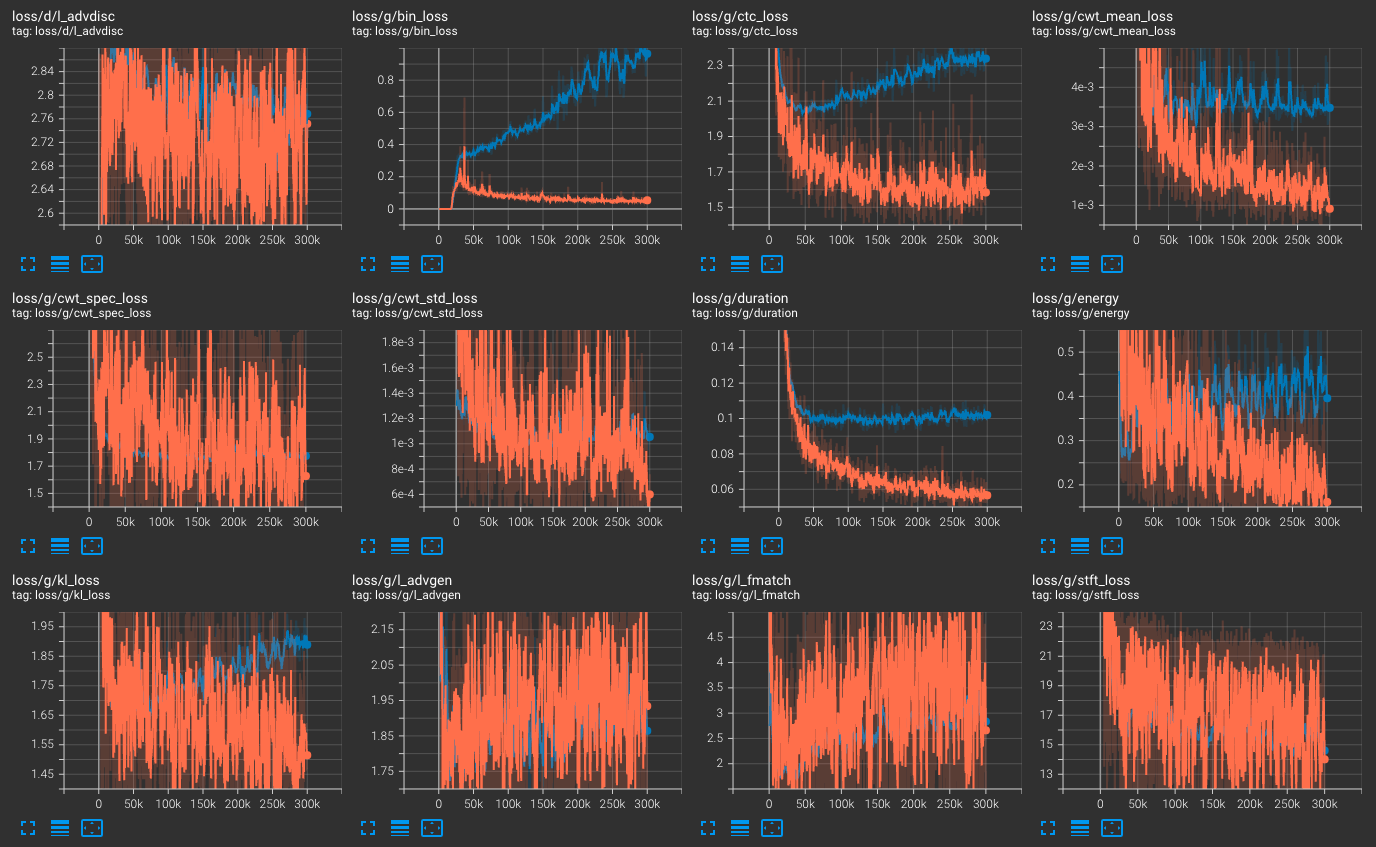 loss/d/l_advdisc
tag: loss/d/l_advdisc
2.84
2.8
2.76
2.72
2.68
2.64
2.6
0 50k 100k 150k 200k 250k 300k
loss/g/bin_loss
tag: loss/g/bin_loss
0.8
0.6
0.4
0.2
0
0 50k 100k 150k 200k 250k 300k
loss/g/ctc_loss
tag: loss/g/ctc_loss
2.3
2.1
1.9
1.7
1.5
0 50k 100k 150k 200k 250k 300k
loss/g/cwt_mean_loss
tag: loss/g/cwt_mean_loss
4e-3
3e-3
2e-3
1e-3
0 50k 100k 150k 200k 250k 300k
loss/g/cwt_spec_loss
tag: loss/g/cwt_spec_loss
2.5
2.3
2.1
1.9
1.7
1.5
0 50k 100k 150k 200k 250k 300k
loss/g/cwt_std_loss
tag: loss/g/cwt_std_loss
1.8e-3
1.6e-3
1.4e-3
1.2e-3
1e-3
8e-4
6e-4
0 50k 100k 150k 200k 250k 300k
loss/g/duration
tag: loss/g/duration
0.14
0.12
0.1
0.08
0.06
0 50k 100k 150k 200k 250k 300k
loss/g/energy
tag: loss/g/energy
0.5
0.4
0.3
0.2
0 50k 100k 150k 200k 250k 300k
loss/g/kl_loss
tag: loss/g/kl_loss
1.95
1.85
1.75
1.65
1.55
1.45
0 50k 100k 150k 200k 250k 300k
loss/g/l_advgen
tag: loss/g/l_advgen
2.15
2.05
1.95
1.85
1.75
0 50k 100k 150k 200k 250k 300k
loss/g/l_fmatch
tag: loss/g/l_fmatch
4.5
4
3.5
3
2.5
2
0 50k 100k 150k 200k 250k 300k
loss/g/stft_loss
tag: loss/g/stft_loss
23
21
19
17
15
13
0 50k 100k 150k 200k 250k 300k